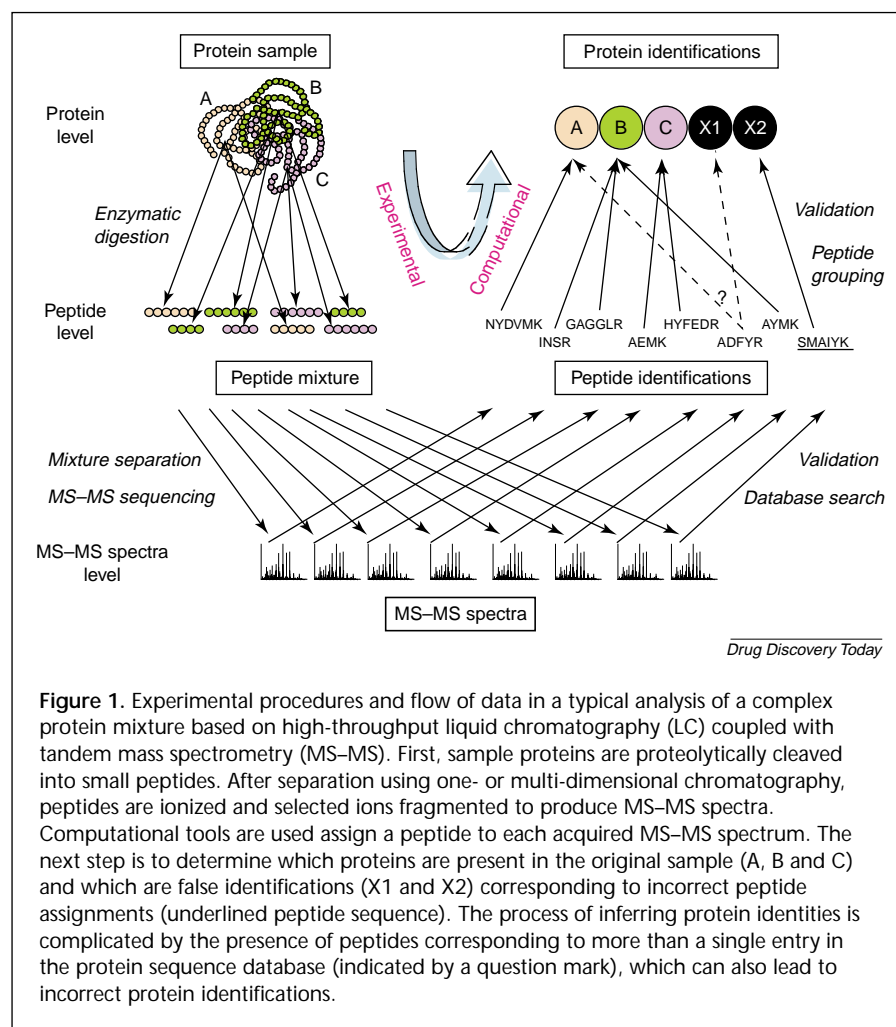 Protein sample
Protein identifications
Protein level
A
B
C
A
B
C
X1
X2
Enzymatic digestion
Experimental
Computational
Validation
Peptide grouping
?
Peptide level
NYDVMK
GAGGLR
HYFEDR
AYMK
INSR
AEMK
ADFYR
SMAIYK
Peptide mixture
Peptide identifications
Mixture separation
MS–MS sequencing
Validation
Database search
MS–MS spectra level
MS–MS spectra
Drug Discovery Today
Figure 1. Experimental procedures and flow of data in a typical analysis of a complex
protein mixture based on high-throughput liquid chromatography (LC) coupled with
tandem mass spectrometry (MS–MS). First, sample proteins are proteolytically cleaved
into small peptides. After separation using one- or multi-dimensional chromatography,
peptides are ionized and selected ions fragmented to produce MS–MS spectra.
Computational tools are used assign a peptide to each acquired MS–MS spectrum. The
next step is to determine which proteins are present in the original sample (A, B and C)
and which are false identifications (X1 and X2) corresponding to incorrect peptide
assignments (underlined peptide sequence). The process of inferring protein identities is
complicated by the presence of peptides corresponding to more than a single entry in
the protein sequence database (indicated by a question mark), which can also lead to
incorrect protein identifications.